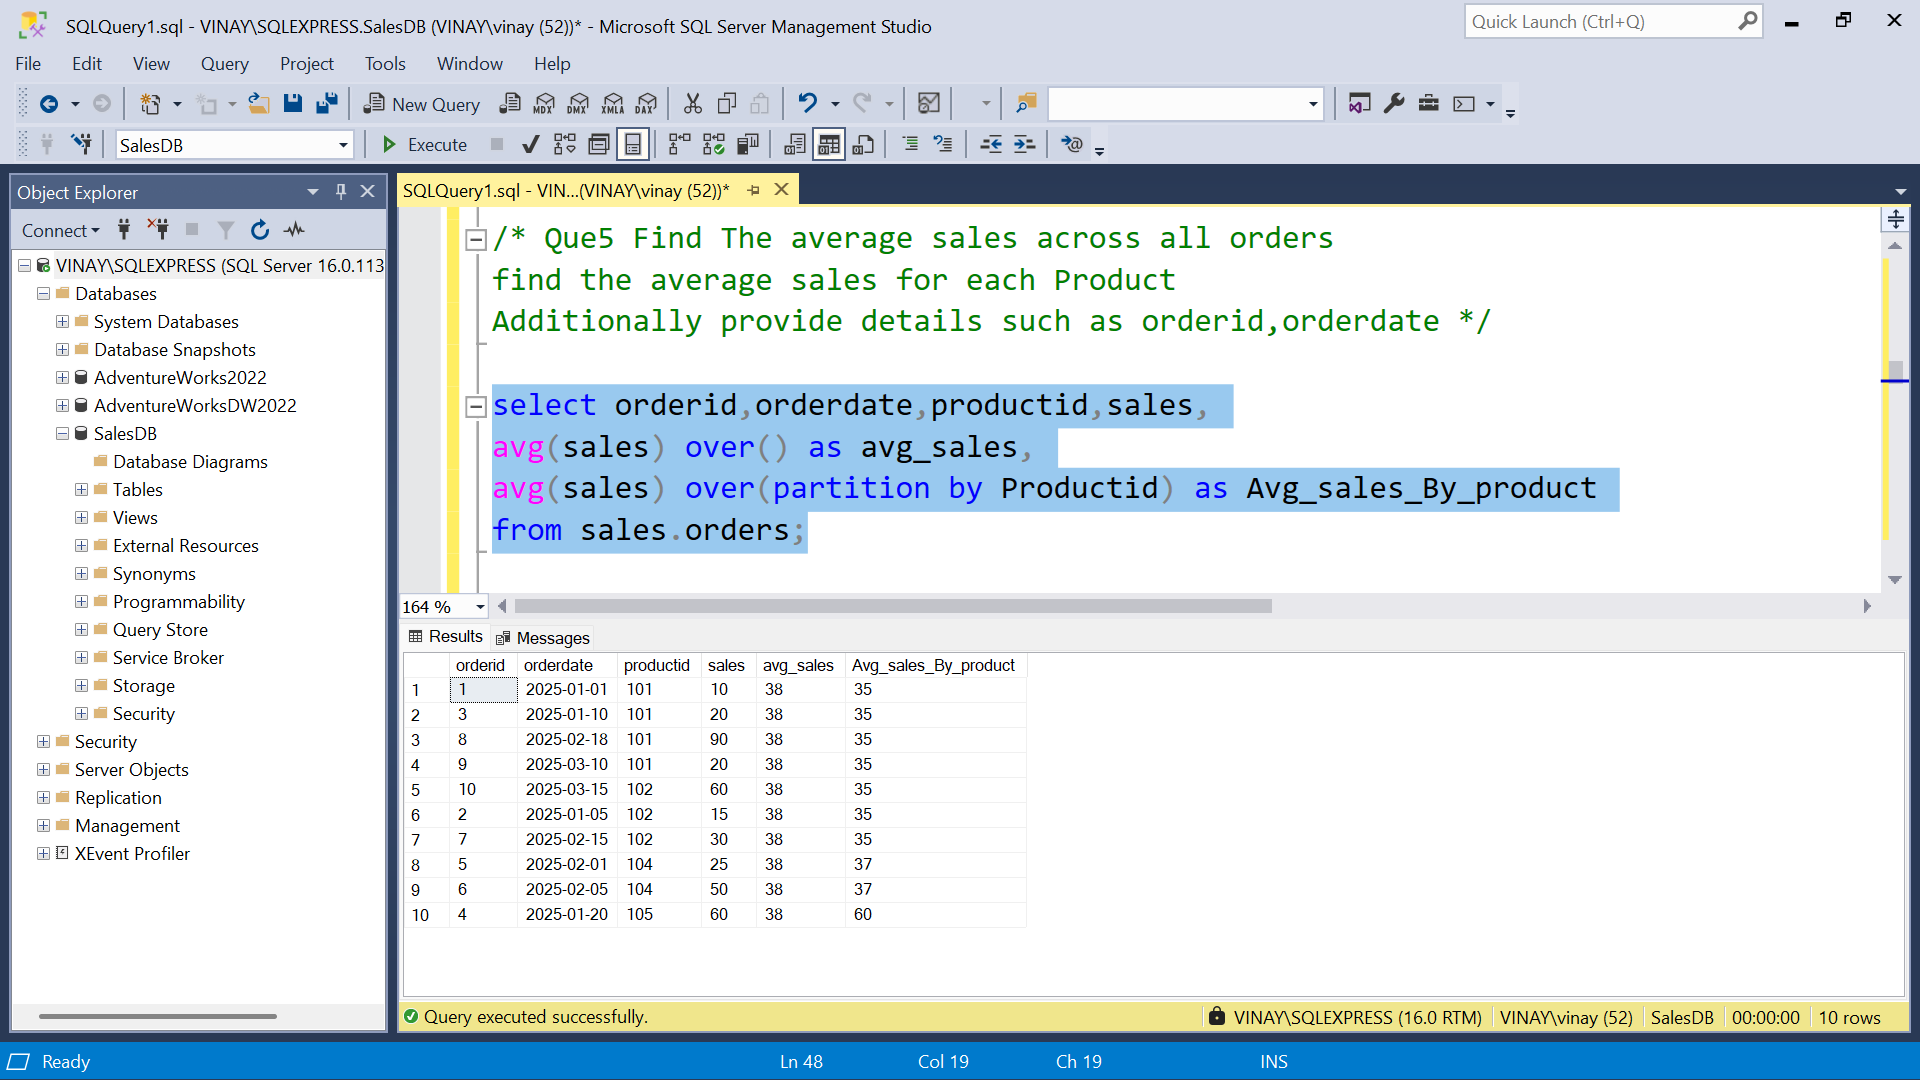 SQLQuery1.sql - VINAY\SQLEXPRESS.SalesDB (VINAY\vinay (52))* - Microsoft SQL Server Management Studio
Quick Launch (Ctrl+Q)
File Edit View Query Project Tools Window Help
New Query MDX DMX XMLA DAX
SalesDB Execute
Object Explorer
Connect
VINAY\SQLEXPRESS (SQL Server 16.0.113
Databases
System Databases
Database Snapshots
AdventureWorks2022
AdventureWorksDW2022
SalesDB
Database Diagrams
Tables
Views
External Resources
Synonyms
Programmability
Query Store
Service Broker
Storage
Security
Security
Server Objects
Replication
Management
XEvent Profiler
SQLQuery1.sql - VIN...(VINAY\vinay (52))*
/* Que5 Find The average sales across all orders
find the average sales for each Product
Additionally provide details such as orderid,orderdate */
select orderid,orderdate,productid,sales,
avg(sales) over() as avg_sales,
avg(sales) over(partition by Productid) as Avg_sales_By_product
from sales.orders;
164 %
Results Messages
orderid orderdate productid sales avg_sales Avg_sales_By_product
1 1 2025-01-01 101 10 38 35
2 3 2025-01-10 101 20 38 35
3 8 2025-02-18 101 90 38 35
4 9 2025-03-10 101 20 38 35
5 10 2025-03-15 102 60 38 35
6 2 2025-01-05 102 15 38 35
7 7 2025-02-15 102 30 38 35
8 5 2025-02-01 104 25 38 37
9 6 2025-02-05 104 50 38 37
10 4 2025-01-20 105 60 38 60
Query executed successfully. VINAY\SQLEXPRESS (16.0 RTM) VINAY\vinay (52) SalesDB 00:00:00 10 rows
Ready Ln 48 Col 19 Ch 19 INS